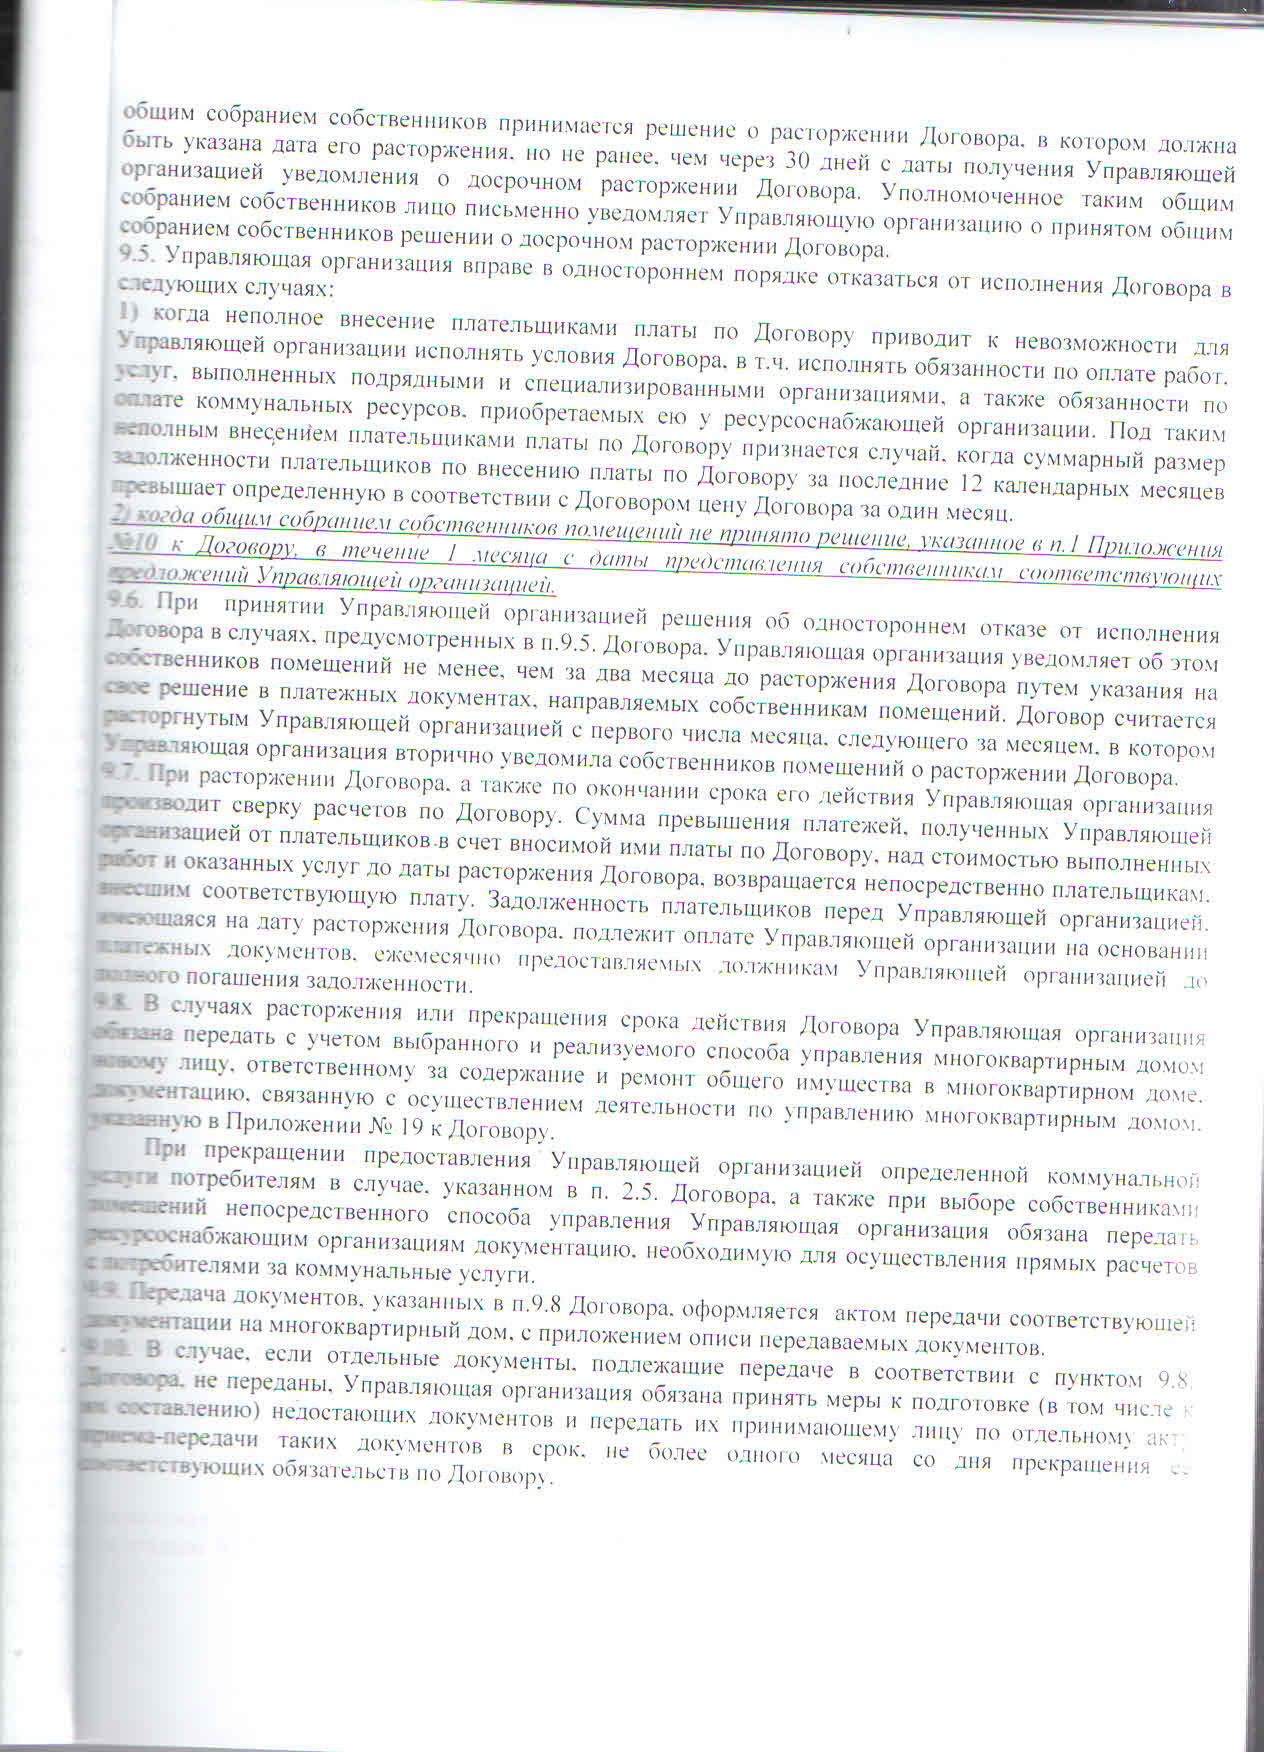 общим собранием собственников принимается решение о расторжении Договора, в котором должна
быть указана дата его расторжения, но не ранее, чем через 30 дней с даты получения Управляющей
организацией уведомления о досрочном расторжении Договора. Уполномоченное таким общим
собранием собственников лицо письменно уведомляет Управляющую организацию о принятом общим
собранием собственников решении о досрочном расторжении Договора.
9.5. Управляющая организация вправе в одностороннем порядке отказаться от исполнения Договора в
следующих случаях:
1) когда неполное внесение плательщиками платы по Договору приводит к невозможности для
Управляющей организации исполнять условия Договора, в т.ч. исполнять обязанности по оплате работ,
услуг, выполненных подрядными и специализированными организациями, а также обязанности по
оплате коммунальных ресурсов, приобретаемых ею у ресурсоснабжающей организации. Под таким
неполным внесением плательщиками платы по Договору признается случай, когда суммарный размер
задолженности плательщиков по внесению платы по Договору за последние 12 календарных месяцев
превышает определенную в соответствии с Договором цену Договора за один месяц.
2) когда общим собранием собственников помещений не принято решение, указанное в п.1 Приложения
№10 к Договору, в течение 1 месяца с даты представления собственникам соответствующих
предложений Управляющей организацией.
9.6. При принятии Управляющей организацией решения об одностороннем отказе от исполнения
Договора в случаях, предусмотренных в п.9.5. Договора, Управляющая организация уведомляет об этом
собственников помещений не менее, чем за два месяца до расторжения Договора путем указания на
свое решение в платежных документах, направляемых собственникам помещений. Договор считается
расторгнутым Управляющей организацией с первого числа месяца, следующего за месяцем, в котором
Управляющая организация вторично уведомила собственников помещений о расторжении Договора.
9.7. При расторжении Договора, а также по окончании срока его действия Управляющая организация
производит сверку расчетов по Договору. Сумма превышения платежей, полученных Управляющей
организацией от плательщиков в счет вносимой ими платы по Договору, над стоимостью выполненных
работ и оказанных услуг до даты расторжения Договора, возвращается непосредственно плательщикам,
внесшим соответствующую плату. Задолженность плательщиков перед Управляющей организацией,
имеющаяся на дату расторжения Договора, подлежит оплате Управляющей организации на основании
платежных документов, ежемесячно предоставляемых должникам Управляющей организацией до
полного погашения задолженности.
9.8. В случаях расторжения или прекращения срока действия Договора Управляющая организация
обязана передать с учетом выбранного и реализуемого способа управления многоквартирным домом
новому лицу, ответственному за содержание и ремонт общего имущества в многоквартирном доме,
документацию, связанную с осуществлением деятельности по управлению многоквартирным домом,
указанную в Приложении № 19 к Договору.
При прекращении предоставления Управляющей организацией определенной коммунальной
услуги потребителям в случае, указанном в п. 2.5. Договора, а также при выборе собственниками
помещений непосредственного способа управления Управляющая организация обязана передать
ресурсоснабжающим организациям документацию, необходимую для осуществления прямых расчетов
с потребителями за коммунальные услуги.
9.9. Передача документов, указанных в п.9.8 Договора, оформляется актом передачи соответствующей
документации на многоквартирный дом, с приложением описи передаваемых документов.
9.10. В случае, если отдельные документы, подлежащие передаче в соответствии с пунктом 9.8.
Договора, не переданы, Управляющая организация обязана принять меры к подготовке (в том числе к
их составлению) недостающих документов и передать их принимающему лицу по отдельному акту
приема-передачи таких документов в срок, не более одного месяца со дня прекращения ее
соответствующих обязательств по Договору.